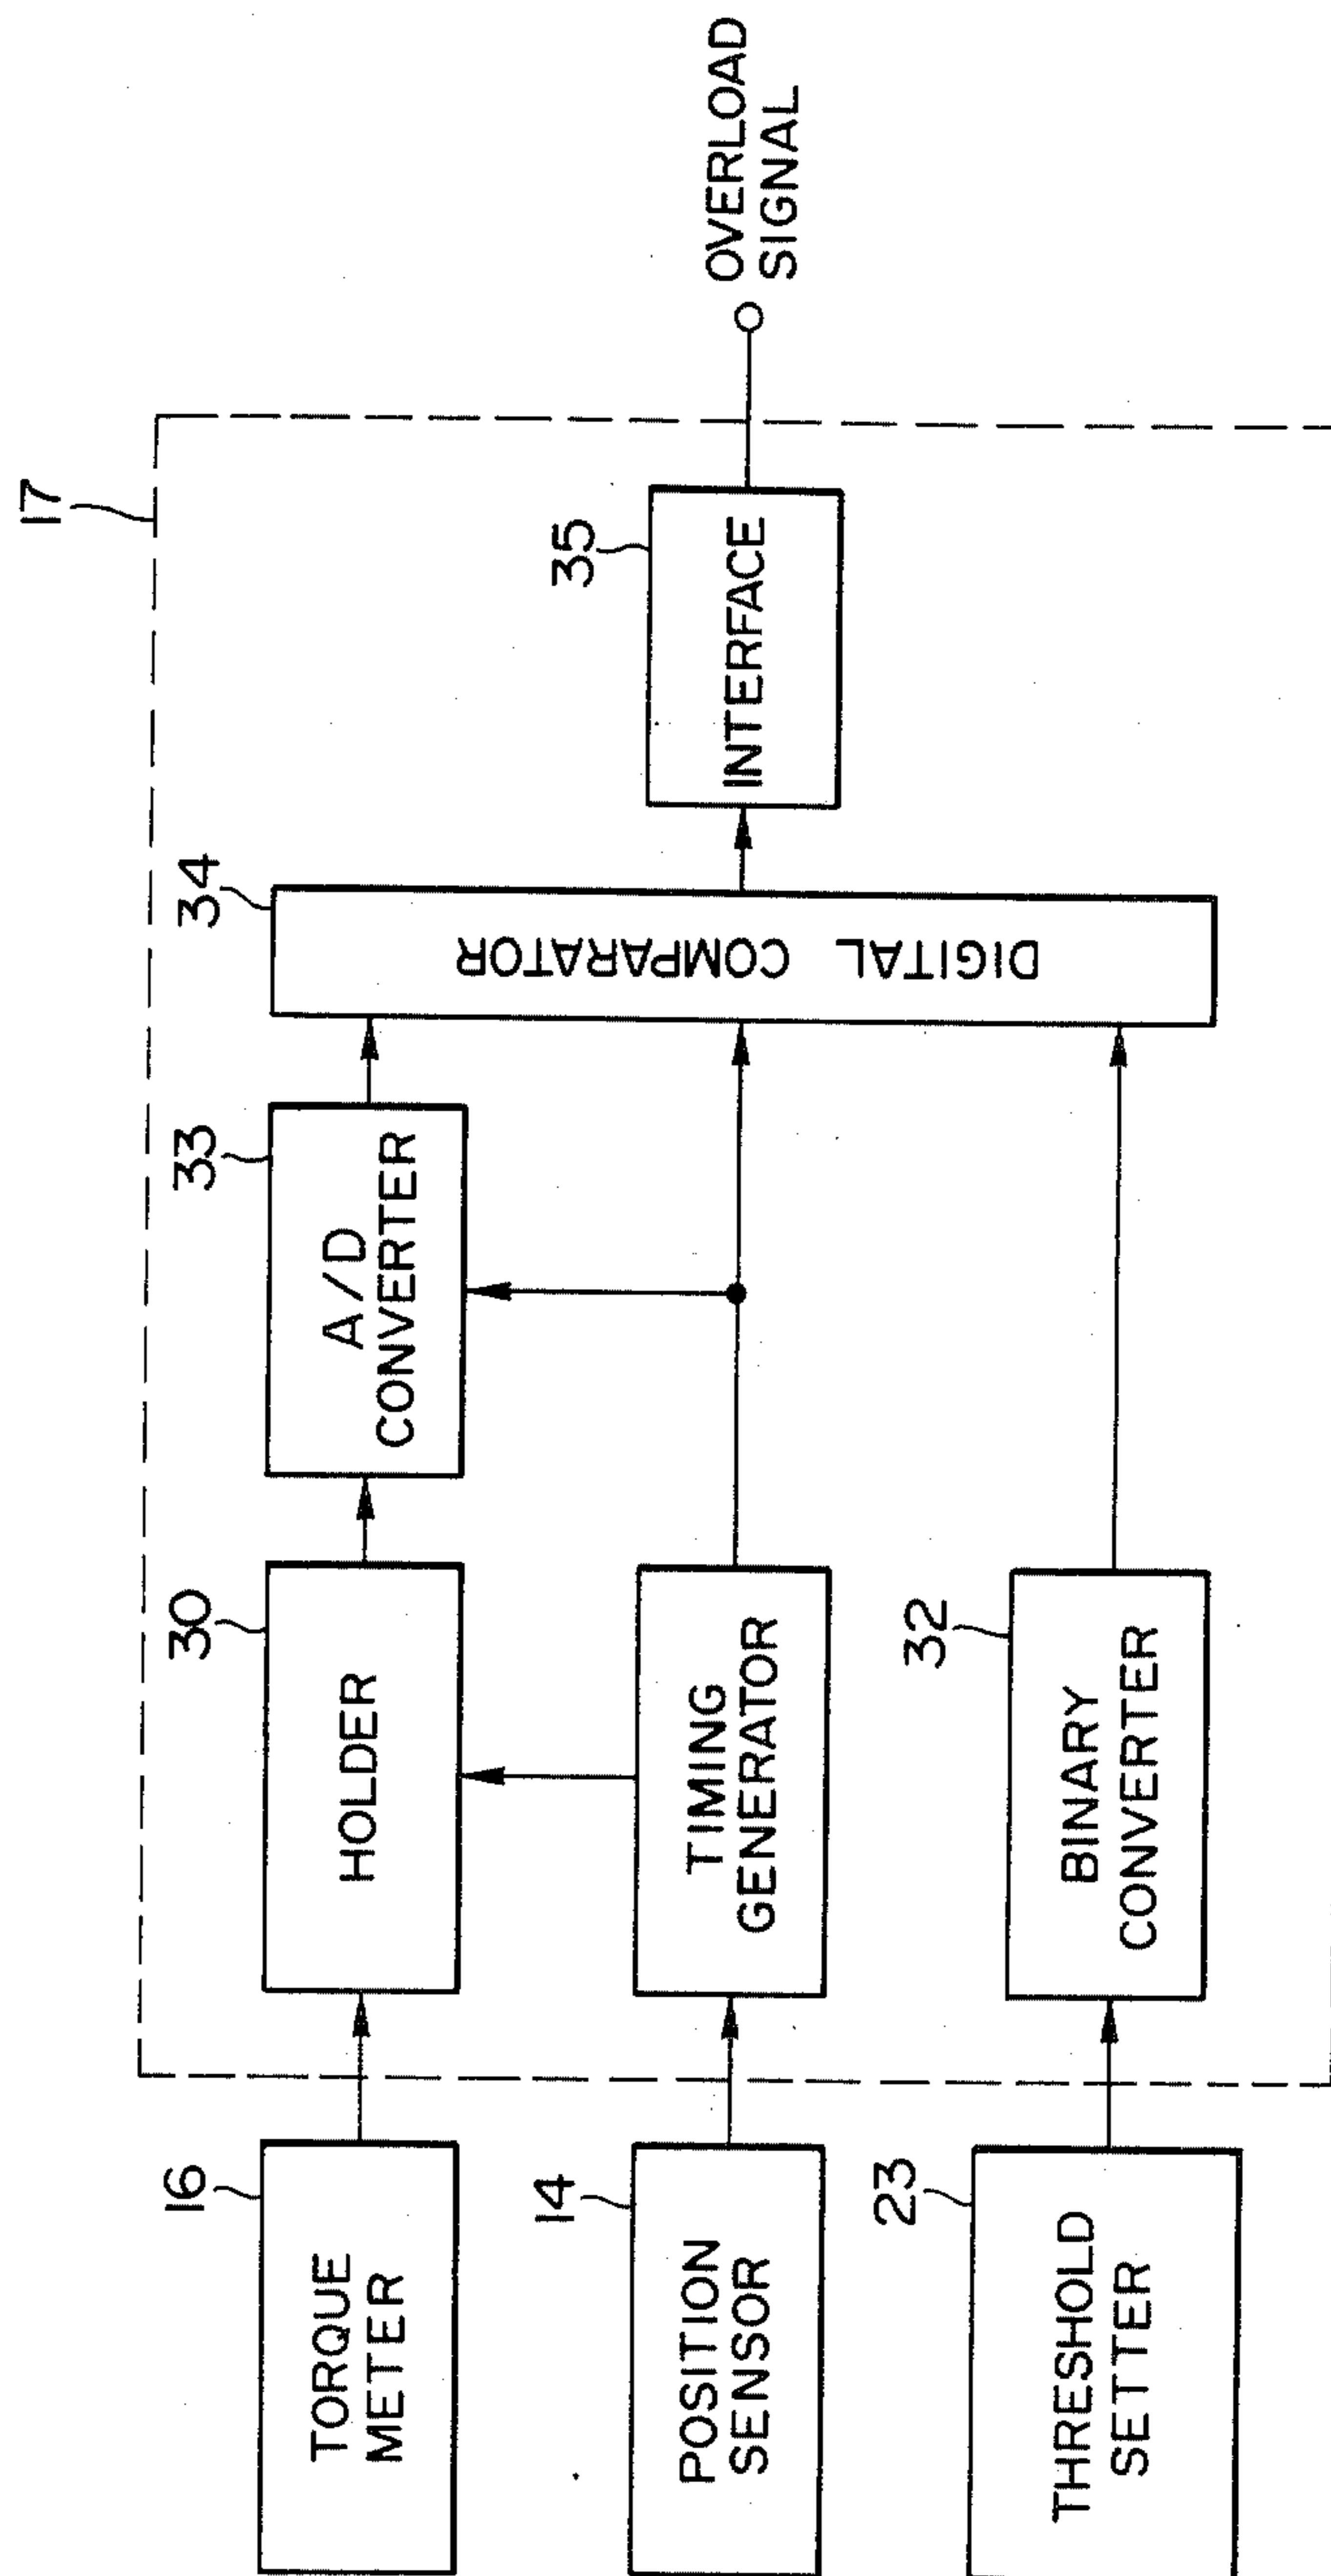 17
16
TORQUE
METER
30
HOLDER
33
A/D
CONVERTER
34
DIGITAL COMPARATOR
35
INTERFACE
OVERLOAD
SIGNAL
14
POSITION
SENSOR
TIMING
GENERATOR
23
THRESHOLD
SETTER
32
BINARY
CONVERTER